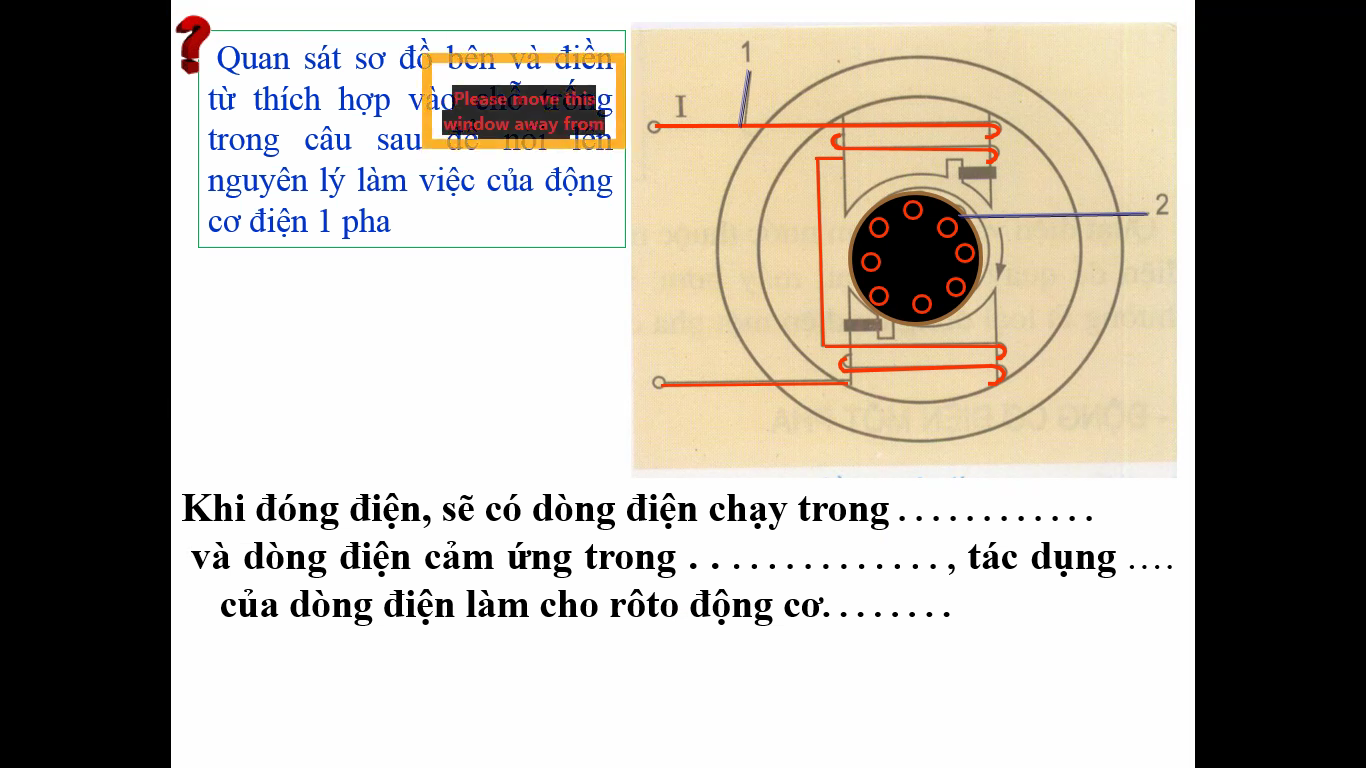 Quan sát sơ đồ bên và điền
từ thích hợp vào chỗ trống
trong câu sau để nói lên
nguyên lý làm việc của động
cơ điện 1 pha
Please move this
window away from
1
I
2
Khi đóng điện, sẽ có dòng điện chạy trong . . . . . . . . . . . .
và dòng điện cảm ứng trong . . . . . . . . . . . . . . , tác dụng ....
của dòng điện làm cho rôto động cơ. . . . . . . .